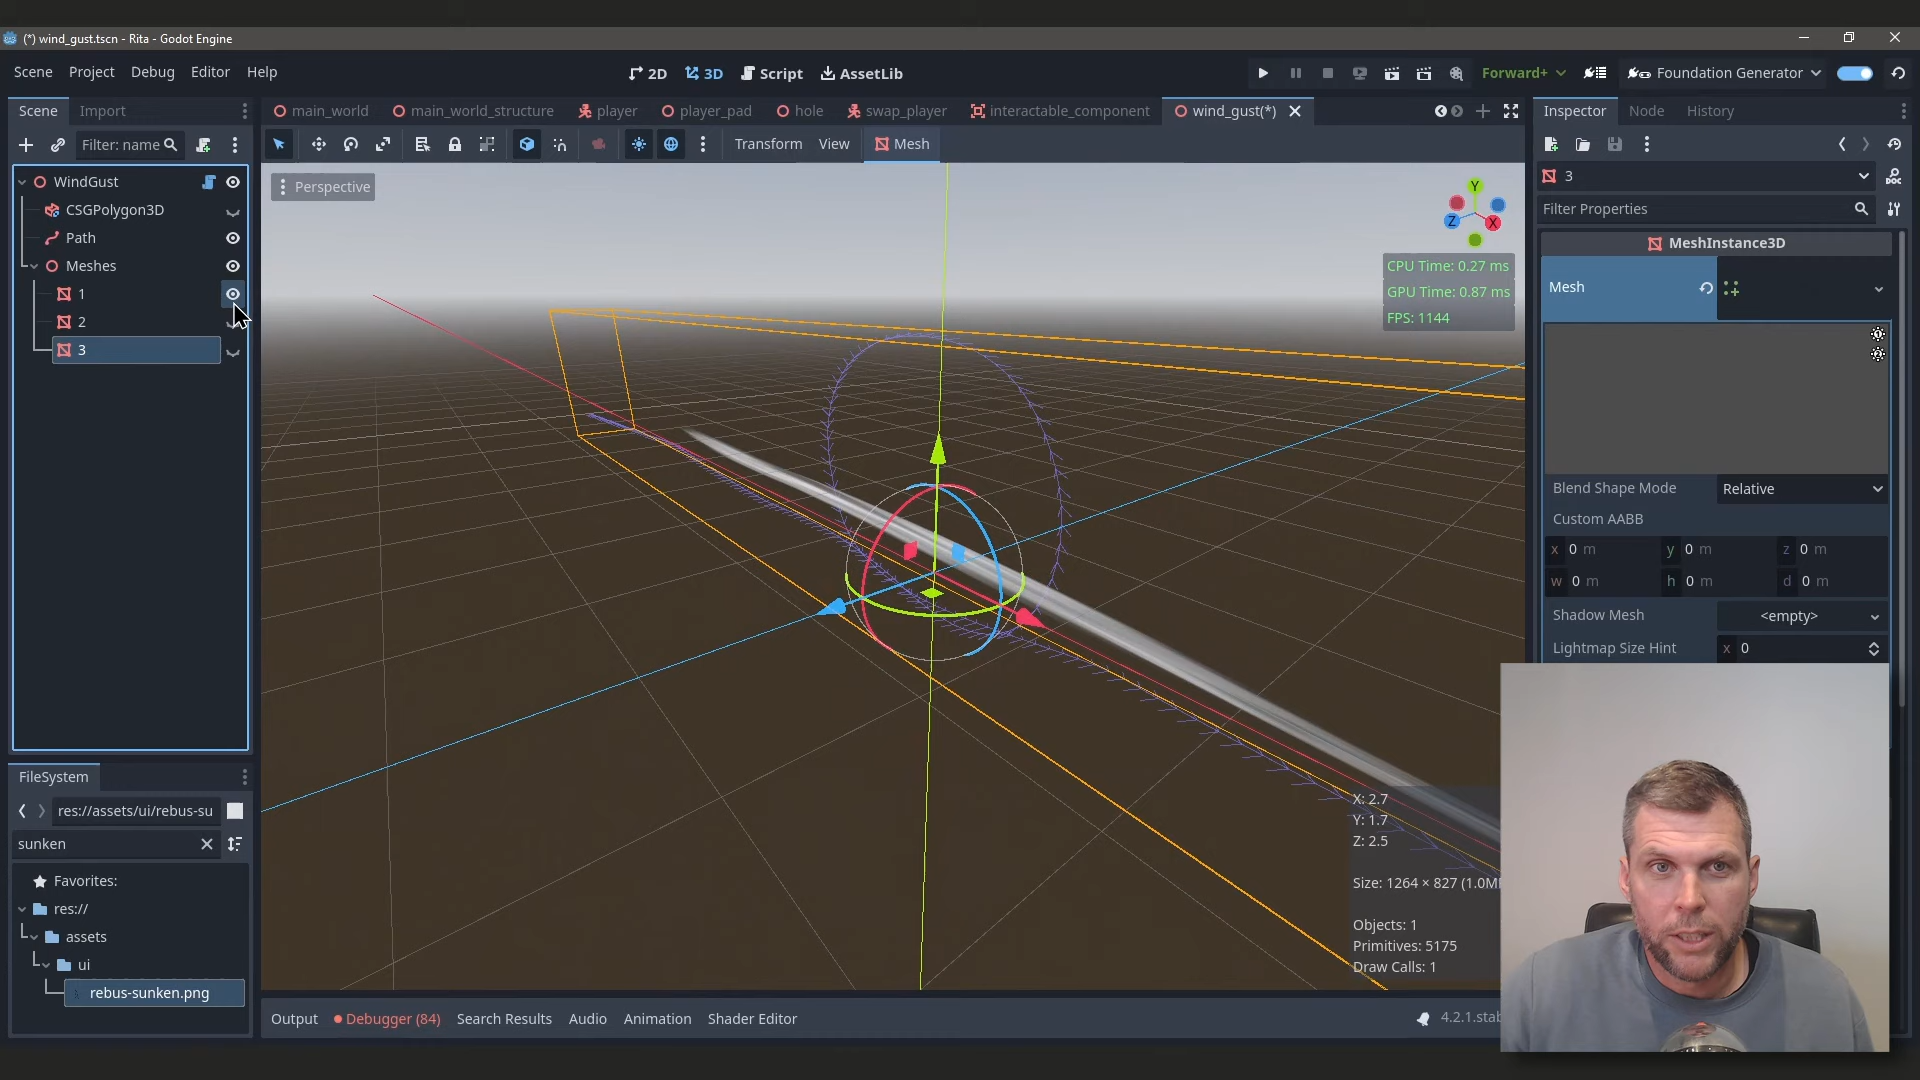 (*) wind_gust.tscn - Rita - Godot Engine
Scene Project Debug Editor Help
2D 3D Script AssetLib
Forward+ Foundation Generator
Scene Import
main_world main_world_structure player player_pad hole swap_player interactable_component wind_gust(*)
Inspector Node History
Filter: name
Transform View Mesh
WindGust
CSGPolygon3D
Path
Meshes
1
2
3
Perspective
Y
Z X
CPU Time: 0.27 ms
GPU Time: 0.87 ms
FPS: 1144
X: 2.7
Y: 1.7
Z: 2.5
Size: 1264 × 827 (1.0M
Objects: 1
Primitives: 5175
Draw Calls: 1
3
DOC
Filter Properties
MeshInstance3D
Mesh
Blend Shape Mode Relative
Custom AABB
x 0 m y 0 m z 0 m
w 0 m h 0 m d 0 m
Shadow Mesh <empty>
Lightmap Size Hint x 0
FileSystem
res://assets/ui/rebus-su
sunken
Favorites:
res://
assets
ui
rebus-sunken.png
Output Debugger (84) Search Results Audio Animation Shader Editor
4.2.1.stab